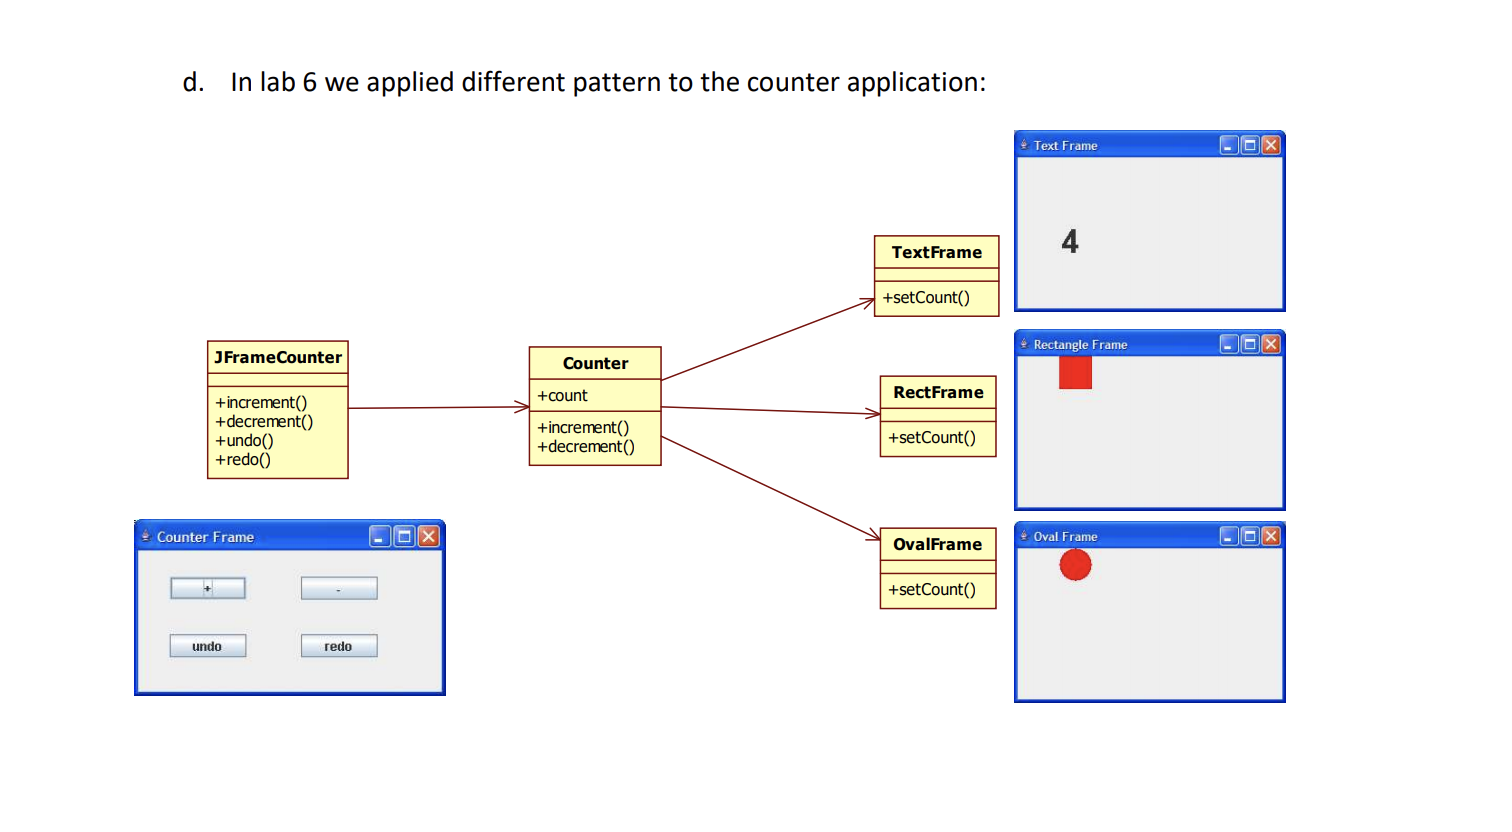 d. In lab 6 we applied different pattern to the counter application:
Text Frame
4
TextFrame
+setCount()
Rectangle Frame
JFrameCounter
+increment()
+decrement()
+undo()
+redo()
Counter
+count
+increment()
+decrement()
RectFrame
+setCount()
Counter Frame
+
-
undo
redo
OvalFrame
+setCount()
Oval Frame